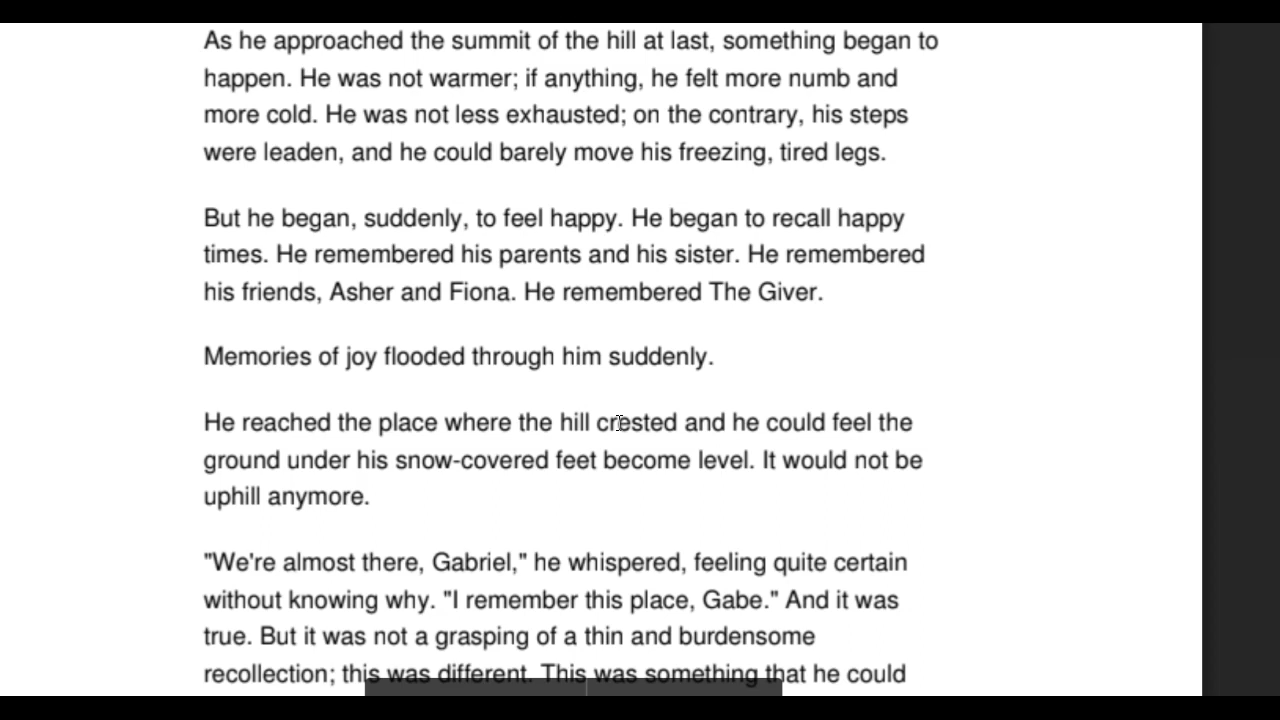 As he approached the summit of the hill at last, something began to
happen. He was not warmer; if anything, he felt more numb and
more cold. He was not less exhausted; on the contrary, his steps
were leaden, and he could barely move his freezing, tired legs.
But he began, suddenly, to feel happy. He began to recall happy
times. He remembered his parents and his sister. He remembered
his friends, Asher and Fiona. He remembered The Giver.
Memories of joy flooded through him suddenly.
He reached the place where the hill crested and he could feel the
ground under his snow-covered feet become level. It would not be
uphill anymore.
"We're almost there, Gabriel," he whispered, feeling quite certain
without knowing why. "I remember this place, Gabe." And it was
true. But it was not a grasping of a thin and burdensome
recollection; this was different. This was something that he could